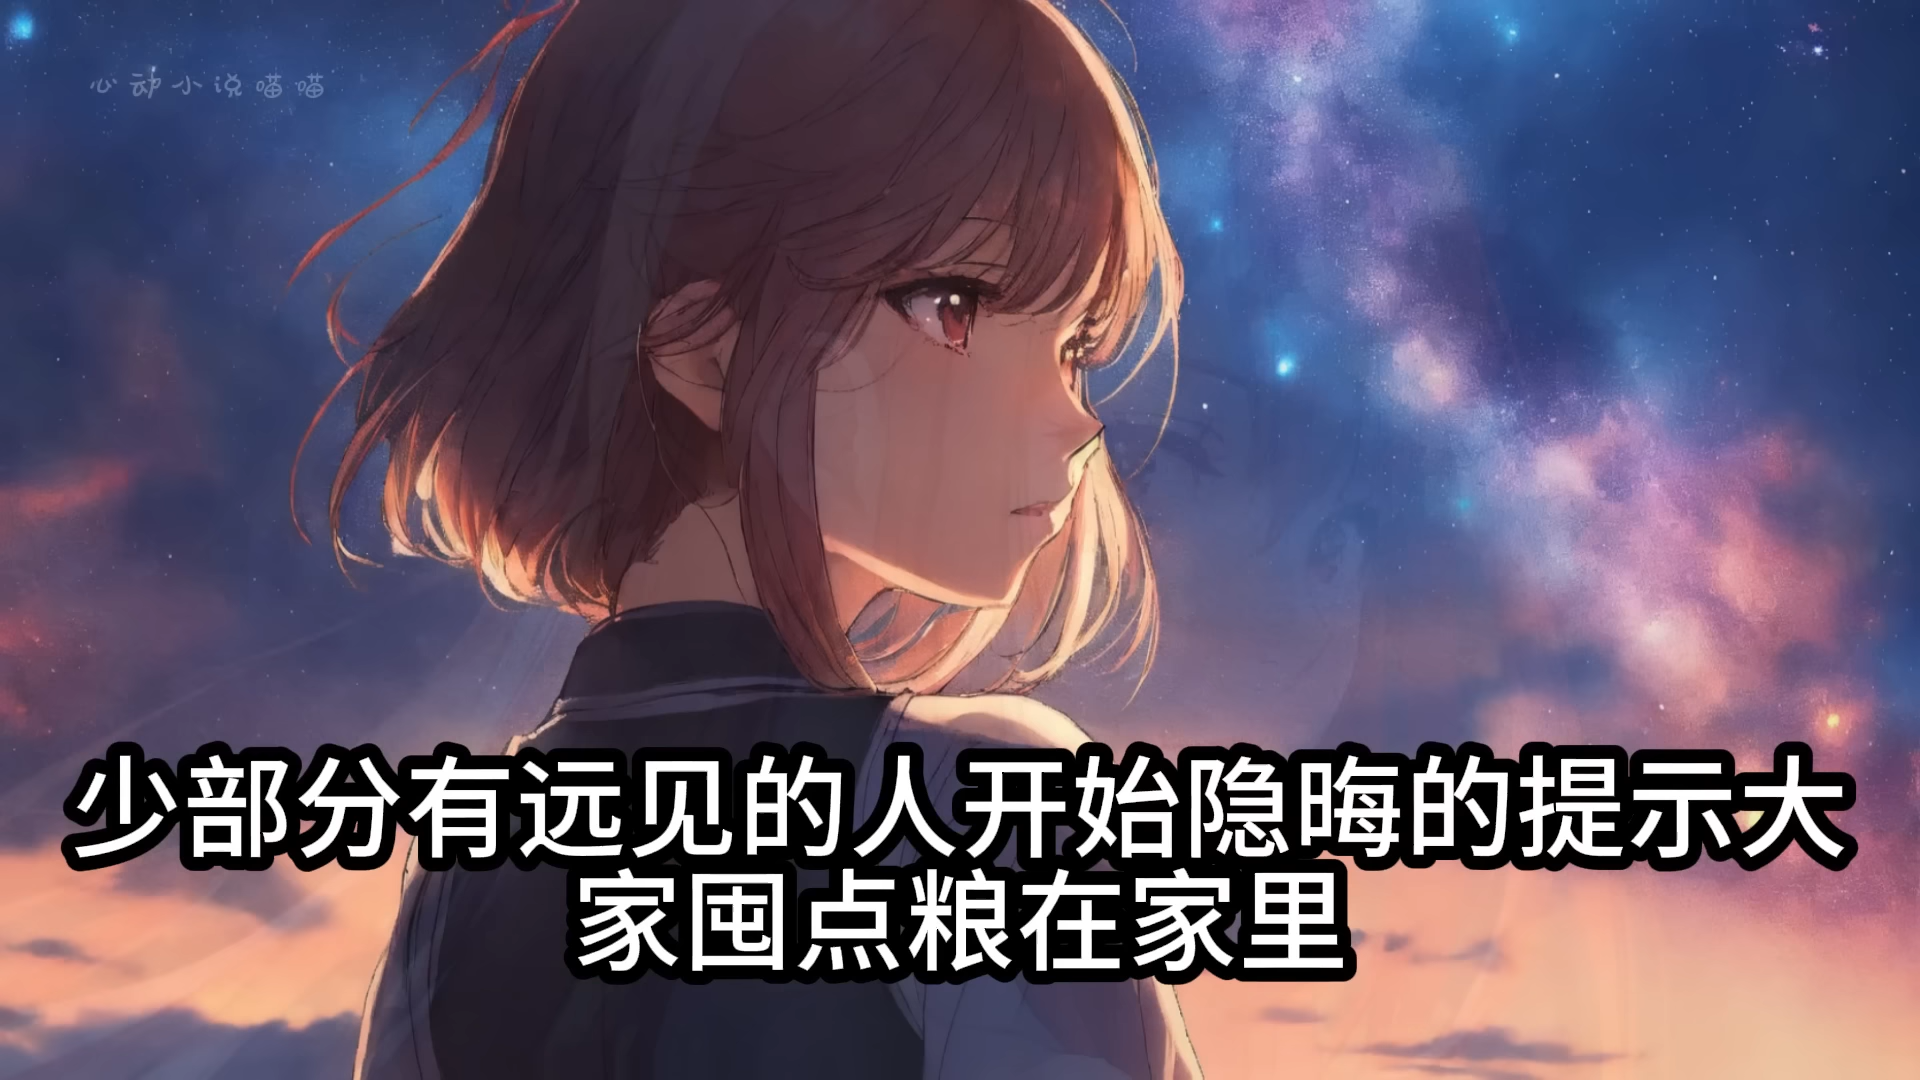 心动小说喵喵
少部分有远见的人开始隐晦的提示大
家囤点粮在家里